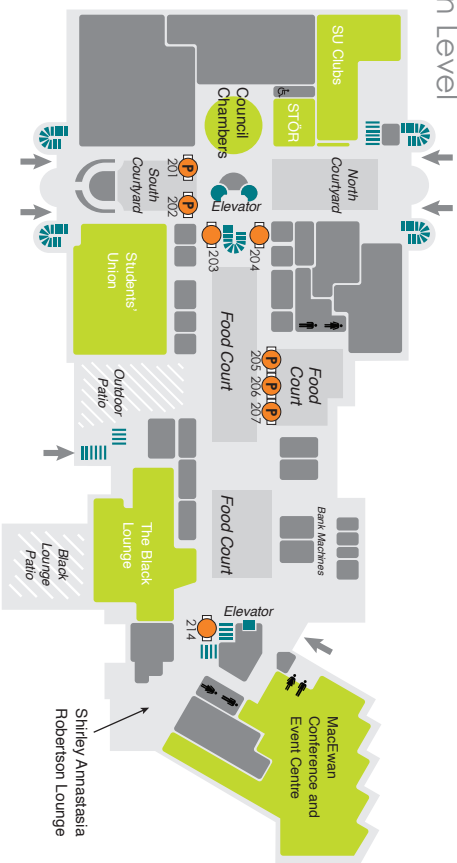 n Level
SU Clubs
STÖR
Council
Chambers
North
Courtyard
South
Courtyard
P
201
P
202
Elevator
203
204
Students'
Union
Food Court
Food
Court
P
205
P
206
P
207
Outdoor
Patio
Food Court
Bank Machines
The Black
Lounge
Black
Lounge
Patio
Elevator
214
MacEwan
Conference and
Event Centre
Shirley Annastasia
Robertson Lounge